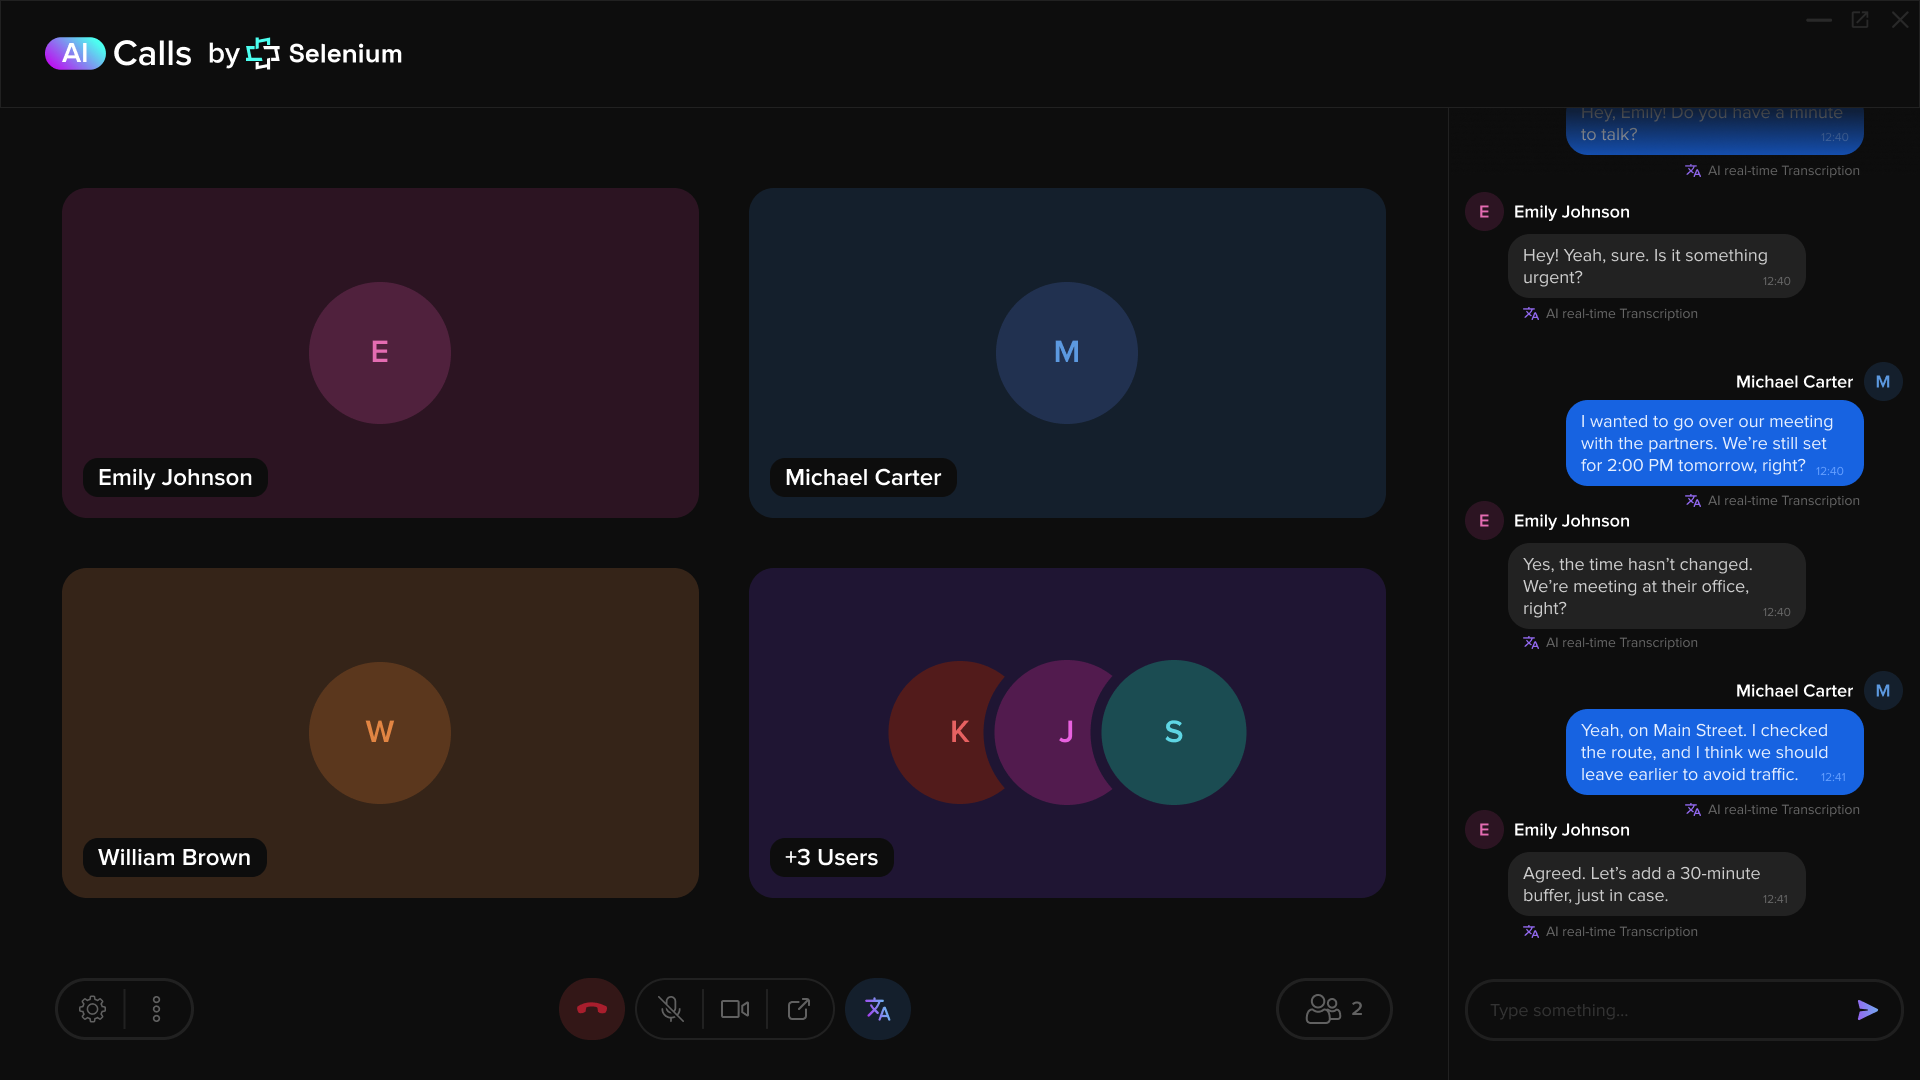 AI Calls by Selenium
E
Emily Johnson
M
Michael Carter
W
William Brown
K J S
+3 Users
2
Hey, Emily! Do you have a minute
to talk? 12:40
AI real-time Transcription
E Emily Johnson
Hey! Yeah, sure. Is it something
urgent? 12:40
AI real-time Transcription
Michael Carter M
I wanted to go over our meeting
with the partners. We’re still set
for 2:00 PM tomorrow, right? 12:40
AI real-time Transcription
E Emily Johnson
Yes, the time hasn’t changed.
We’re meeting at their office,
right? 12:40
AI real-time Transcription
Michael Carter M
Yeah, on Main Street. I checked
the route, and I think we should
leave earlier to avoid traffic. 12:41
AI real-time Transcription
E Emily Johnson
Agreed. Let’s add a 30-minute
buffer, just in case. 12:41
AI real-time Transcription
Type something...